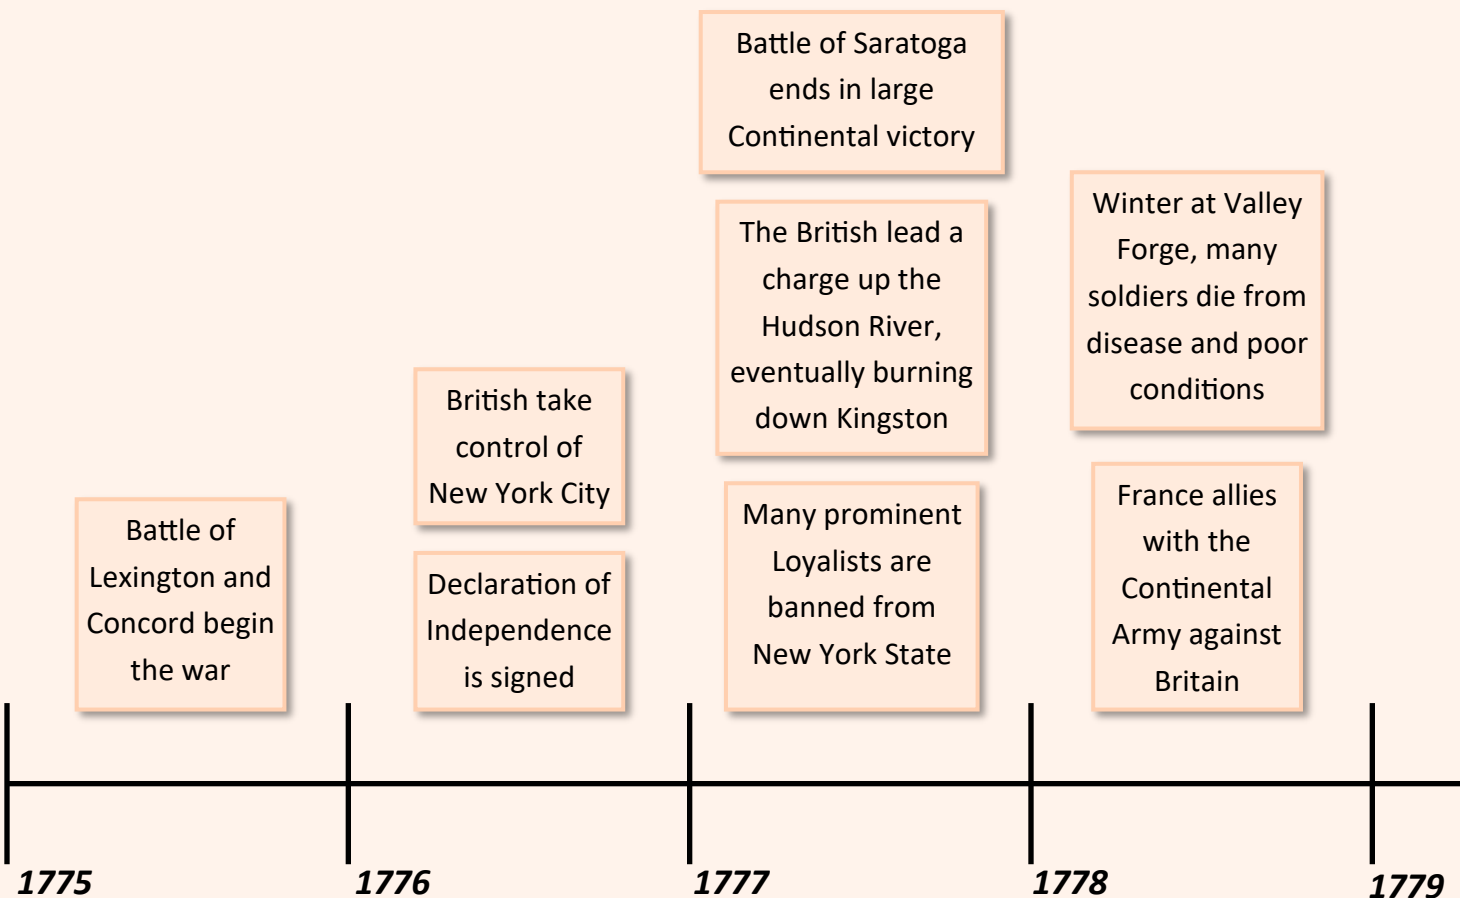 Battle of Saratoga
ends in large
Continental victory
The British lead a
charge up the
Hudson River,
eventually burning
down Kingston
Winter at Valley
Forge, many
soldiers die from
disease and poor
conditions
British take
control of
New York City
Many prominent
Loyalists are
banned from
New York State
France allies
with the
Continental
Army against
Britain
Battle of
Lexington and
Concord begin
the war
Declaration of
Independence
is signed
1775
1776
1777
1778
1779